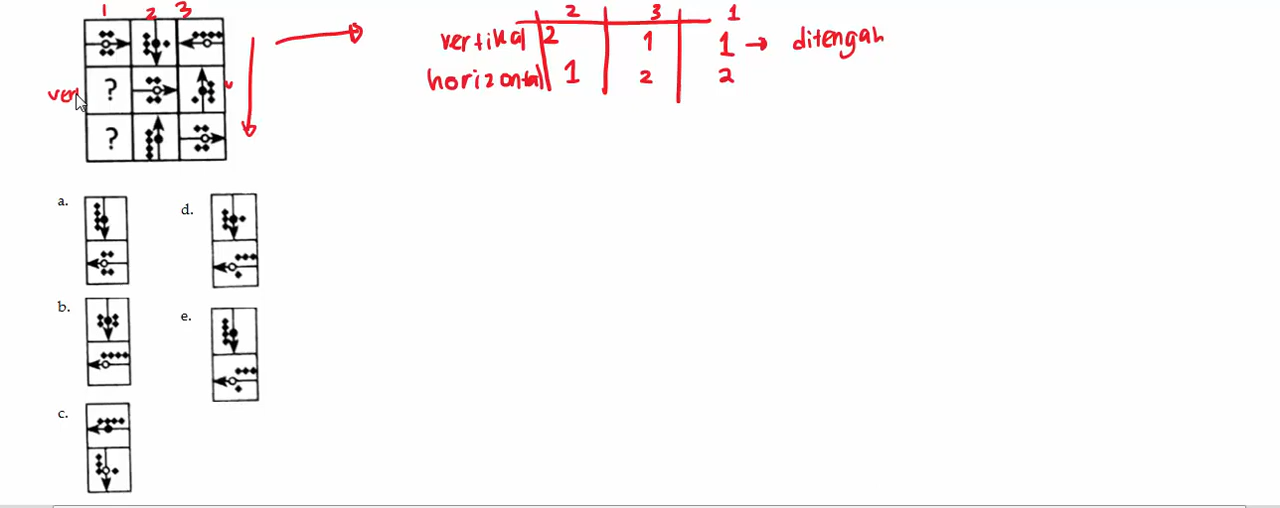 1 2 3
2 3 1
vertikal 2 1 1 → ditengah
horizontal 1 2 2
ver
?
?
a.
d.
b.
e.
c.